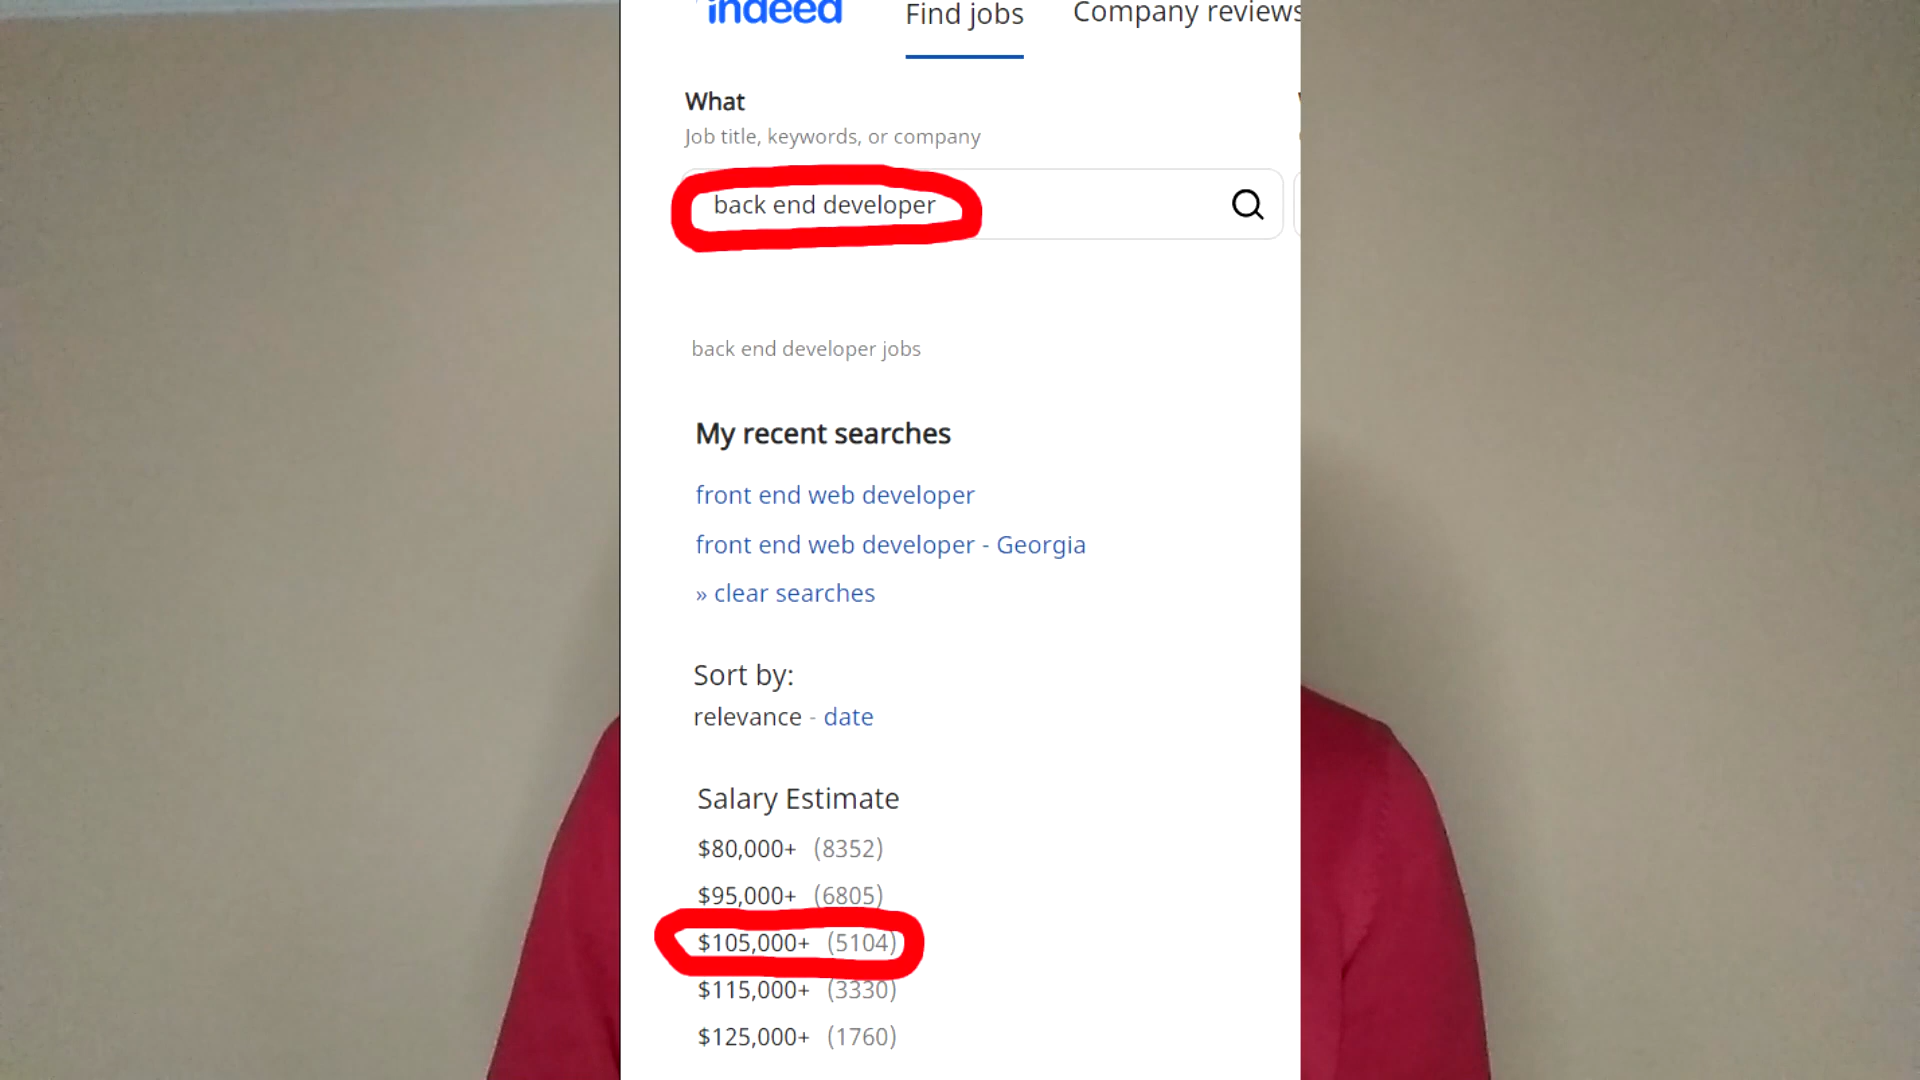 indeed Find jobs Company reviews
What
Job title, keywords, or company
back end developer
back end developer jobs
My recent searches
front end web developer
front end web developer - Georgia
» clear searches
Sort by:
relevance - date
Salary Estimate
$80,000+ (8352)
$95,000+ (6805)
$105,000+ (5104)
$115,000+ (3330)
$125,000+ (1760)